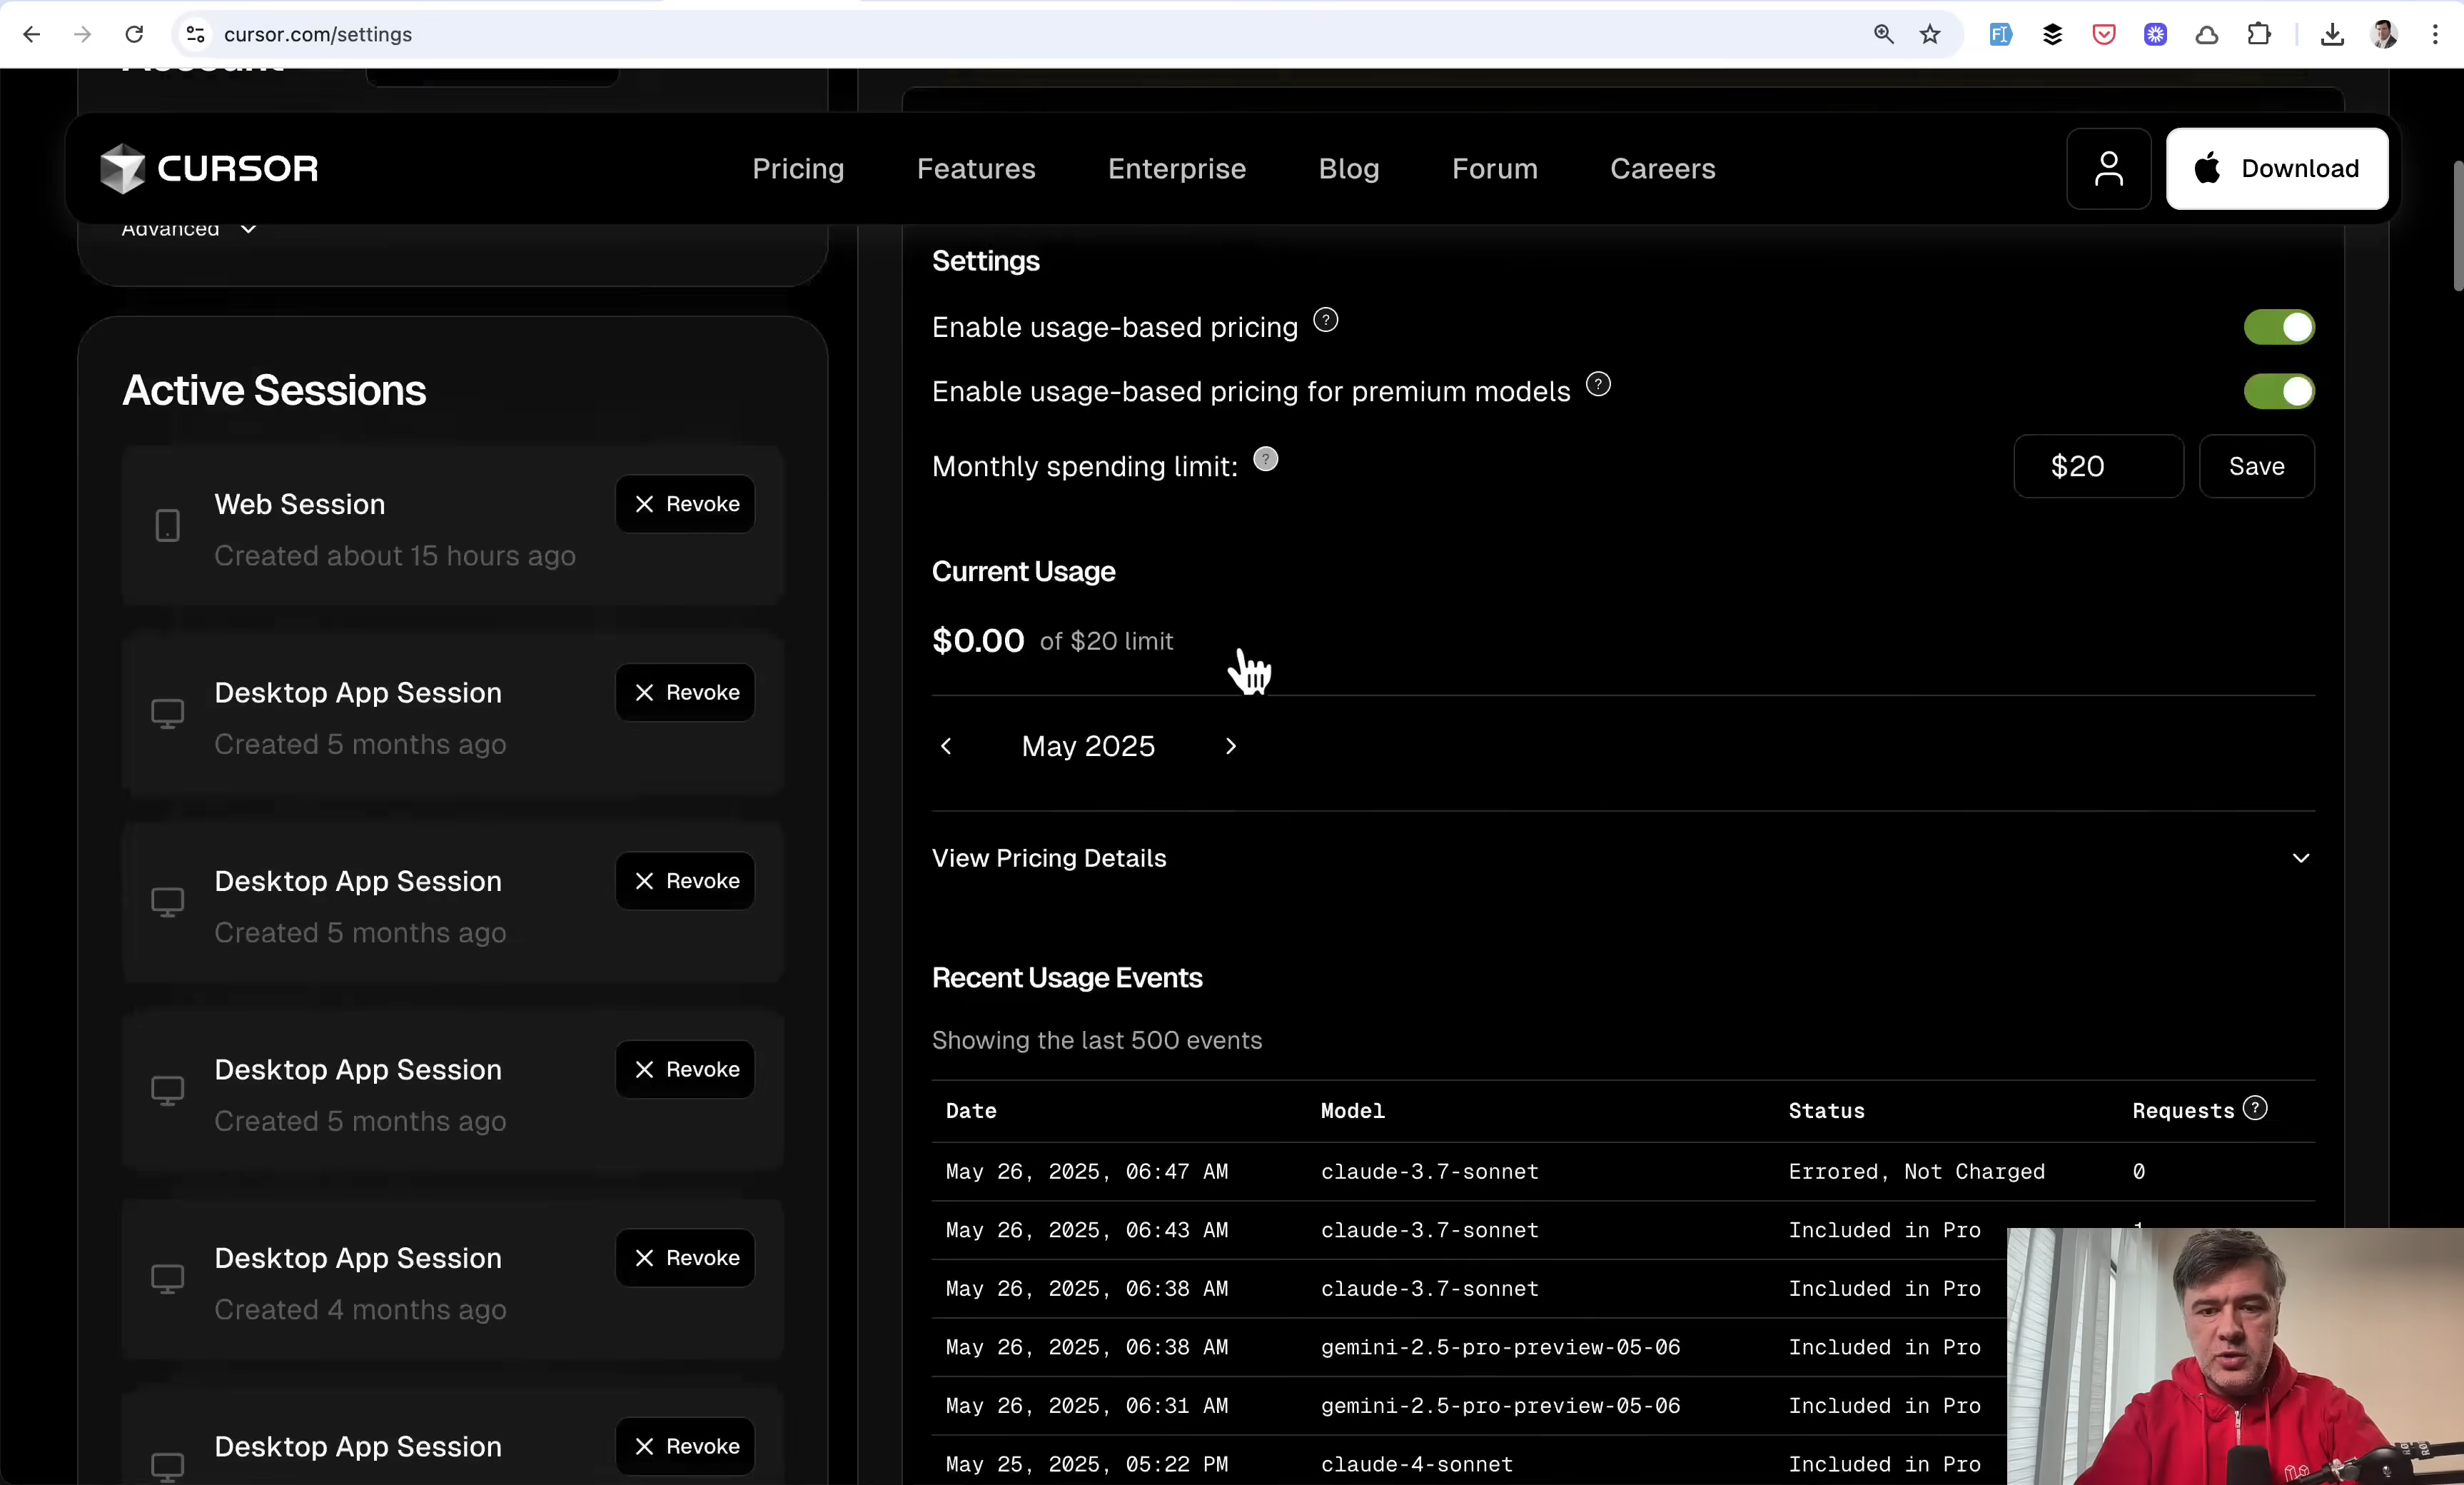 cursor.com/settings
Account
CURSOR
Pricing
Features
Enterprise
Blog
Forum
Careers
Download
Advanced
Active Sessions
Web Session
Created about 15 hours ago
Revoke
Desktop App Session
Created 5 months ago
Revoke
Desktop App Session
Created 5 months ago
Revoke
Desktop App Session
Created 5 months ago
Revoke
Desktop App Session
Created 4 months ago
Revoke
Desktop App Session
Revoke
Settings
Enable usage-based pricing ?
Enable usage-based pricing for premium models ?
Monthly spending limit: ? $20 Save
Current Usage
$0.00 of $20 limit
May 2025
View Pricing Details
Recent Usage Events
Showing the last 500 events
Date Model Status Requests ?
May 26, 2025, 06:47 AM claude-3.7-sonnet Errored, Not Charged 0
May 26, 2025, 06:43 AM claude-3.7-sonnet Included in Pro
May 26, 2025, 06:38 AM claude-3.7-sonnet Included in Pro
May 26, 2025, 06:38 AM gemini-2.5-pro-preview-05-06 Included in Pro
May 26, 2025, 06:31 AM gemini-2.5-pro-preview-05-06 Included in Pro
May 25, 2025, 05:22 PM claude-4-sonnet Included in Pro